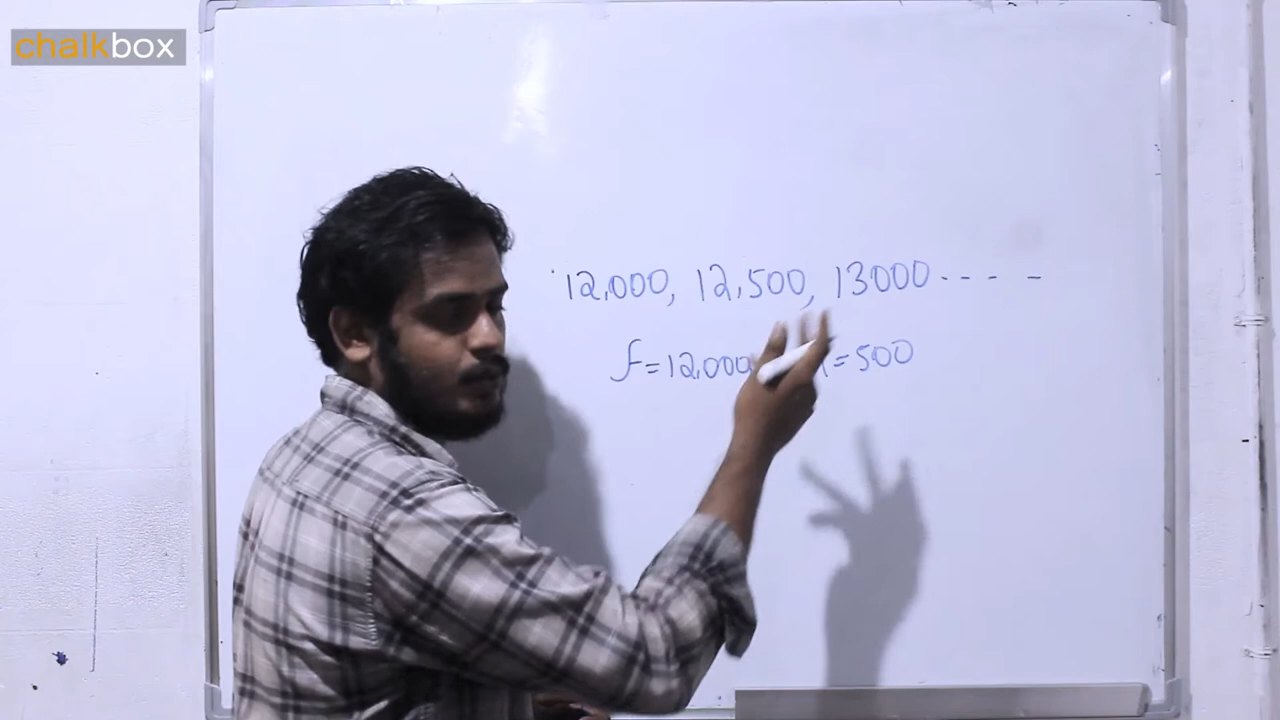 chalkbox
12,000, 12,500, 13000 - - - -
f = 12,000 = 500